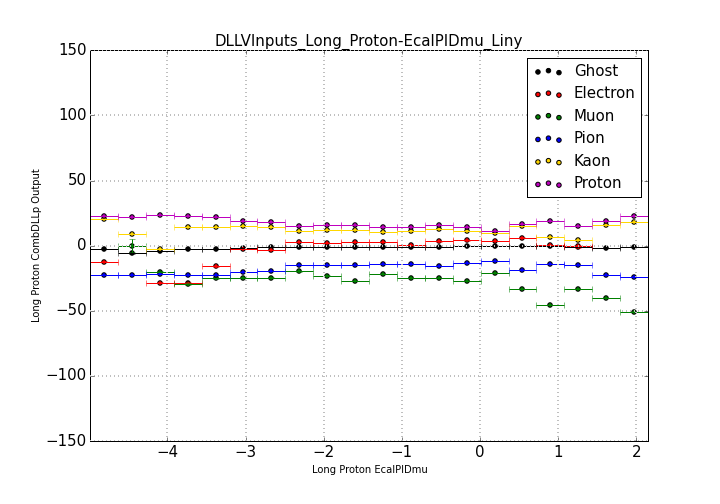 DLLVInputs_Long_Proton-EcalPIDmu_Liny
150
100
50
0
−50
−100
−150
Long Proton CombDLLp Output
Ghost
Electron
Muon
Pion
Kaon
Proton
−4 −3 −2 −1 0 1 2
Long Proton EcalPIDmu